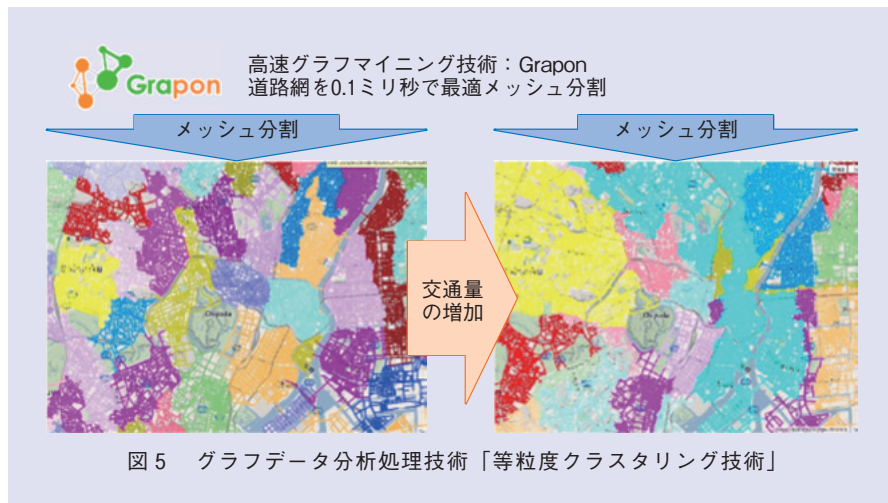 Grapon
高速グラフマイニング技術：Grapon
道路網を0.1ミリ秒で最適メッシュ分割
メッシュ分割
メッシュ分割
Chiyoda
交通量
の増加
Chiyoda
図5 グラフデータ分析処理技術「等粒度クラスタリング技術」